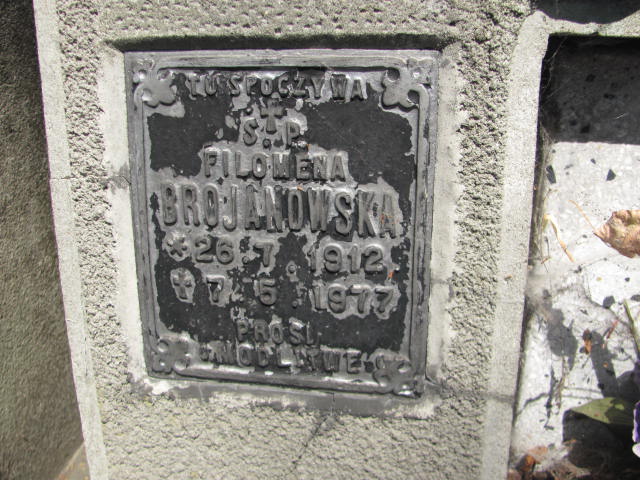 TU SPOCZYWA
Ś. P.
FILOMENA
BROJANOWSKA
* 26 7 1912
† 7. 5. 1977
PROSI
O MODLITWĘ